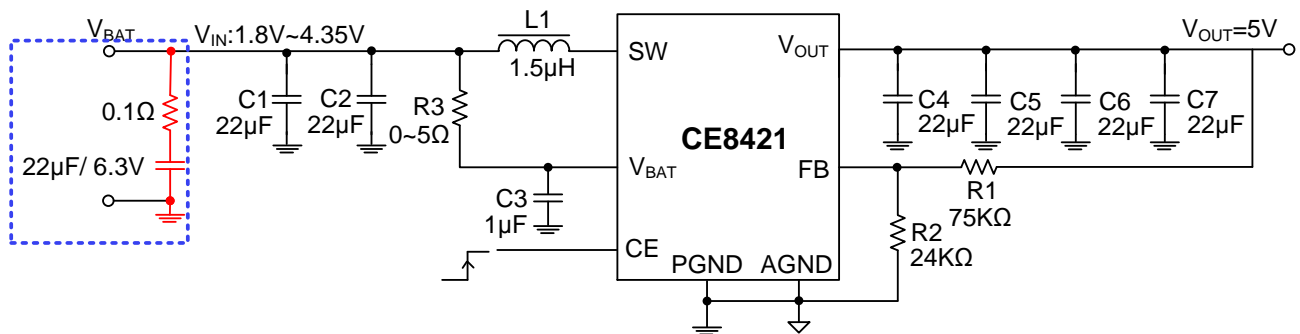 VBAT
VIN:1.8V~4.35V
L1
1.5µH
SW
VOUT
VOUT=5V
0.1Ω
22µF/ 6.3V
C1
22µF
C2
22µF
R3
0~5Ω
CE8421
C4
22µF
C5
22µF
C6
22µF
C7
22µF
VBAT
FB
C3
1µF
R1
75KΩ
R2
24KΩ
CE
PGND
AGND